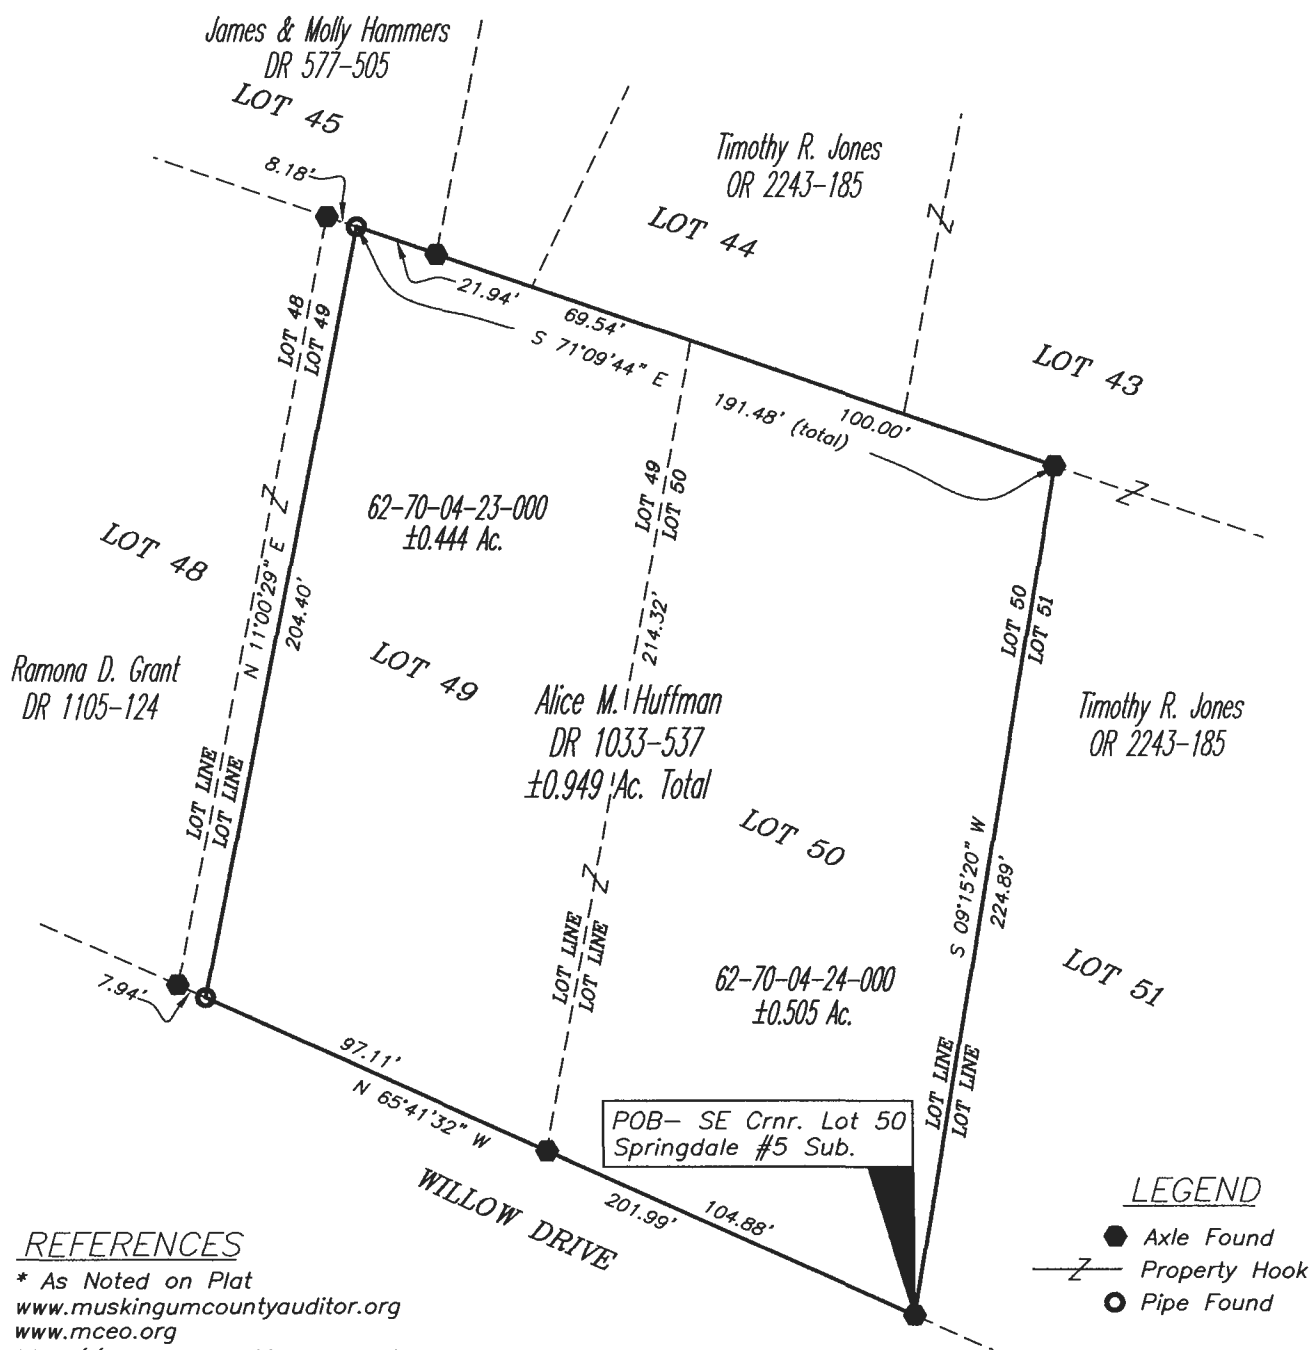 James & Molly Hammers
DR 577-505
LOT 45
8.18'
Timothy R. Jones
OR 2243-185
LOT 44
21.94'
69.54'
S 71°09'44" E
191.48' (total)
100.00'
LOT 43
LOT 48
LOT 49
LOT 49
LOT 50
LOT 50
LOT 51
62-70-04-23-000
±0.444 Ac.
LOT 48
N 11°00'29" E
204.40'
214.32'
LOT 49
Ramona D. Grant
DR 1105-124
Alice M. Huffman
DR 1033-537
±0.949 Ac. Total
Timothy R. Jones
OR 2243-185
LOT LINE
LOT LINE
LOT 50
S 09°15'20" W
224.89'
LOT LINE
LOT LINE
62-70-04-24-000
±0.505 Ac.
LOT 51
7.94'
97.11'
N 65°41'32" W
LOT LINE
LOT LINE
POB- SE Crnr. Lot 50
Springdale #5 Sub.
WILLOW DRIVE
201.99'
104.88'
LEGEND
Axle Found
Property Hook
Pipe Found
REFERENCES
* As Noted on Plat
www.muskingumcountyauditor.org
www.mceo.org